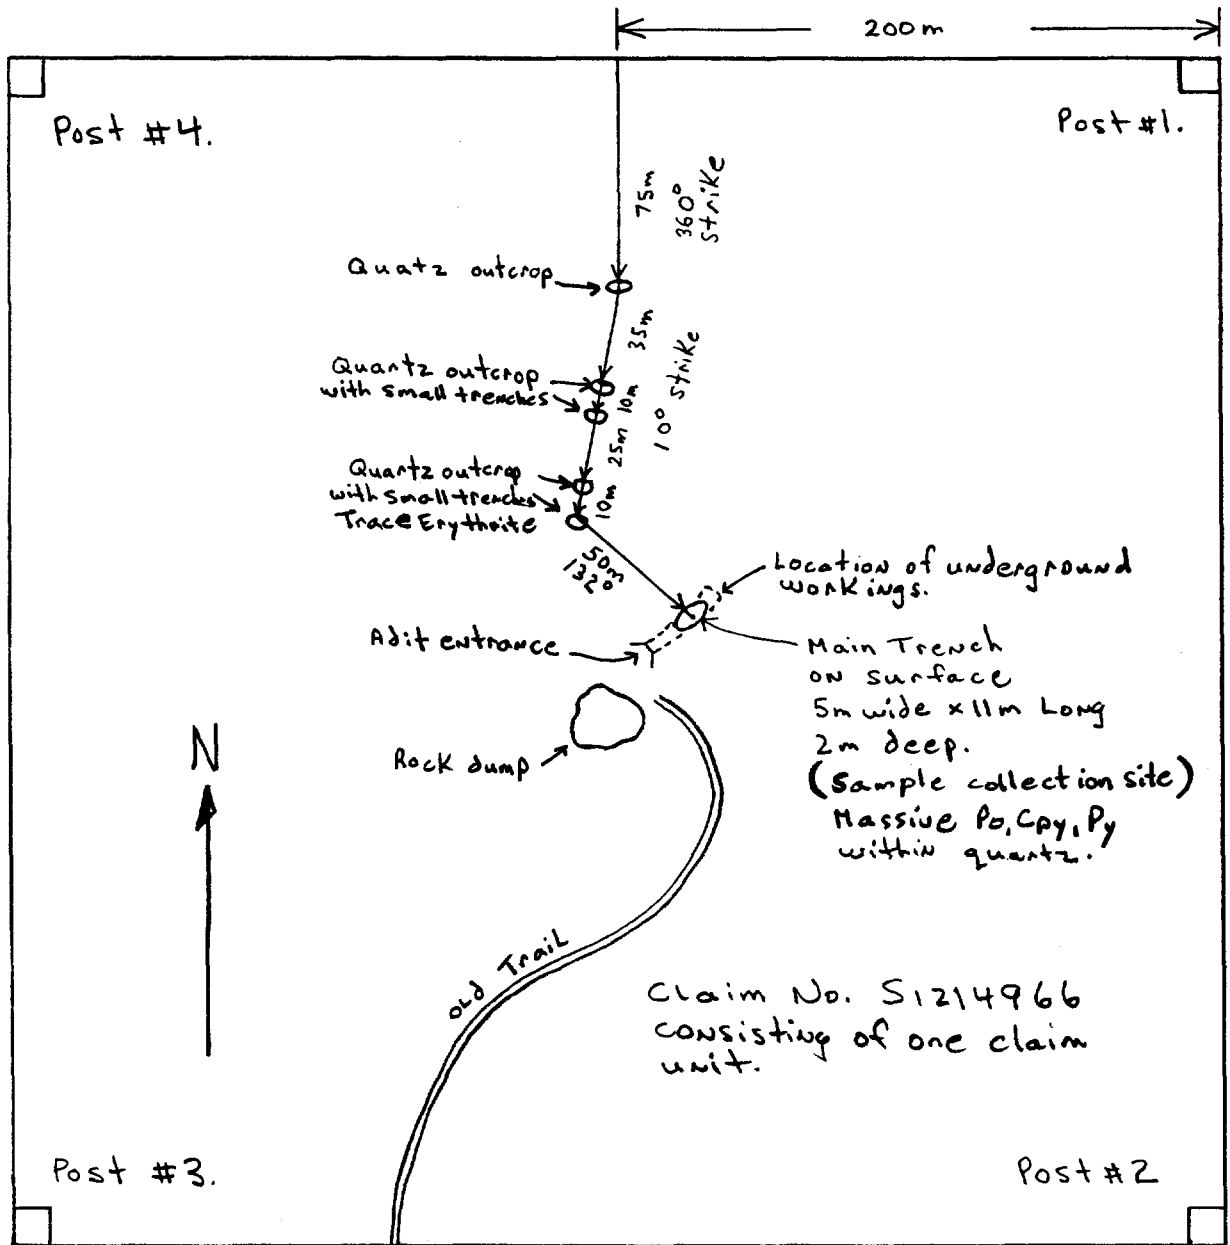 200m
Post #4.
Post #1.
75m
360°
strike
Quatz outcrop
35m
Quartz outcrop
with small trenches
10m
10° strike
25m
Quartz outcrop
with small trenches
Trace Erythrite
10m
50m
132°
Location of underground
workings.
Adit entrance
Main Trench
on surface
5m wide x 11m Long
2m deep.
(Sample collection site)
Massive Po, Cpy, Py
within quartz.
N
Rock dump
Old Trail
Claim No. S1214966
consisting of one claim
unit.
Post #3.
Post #2